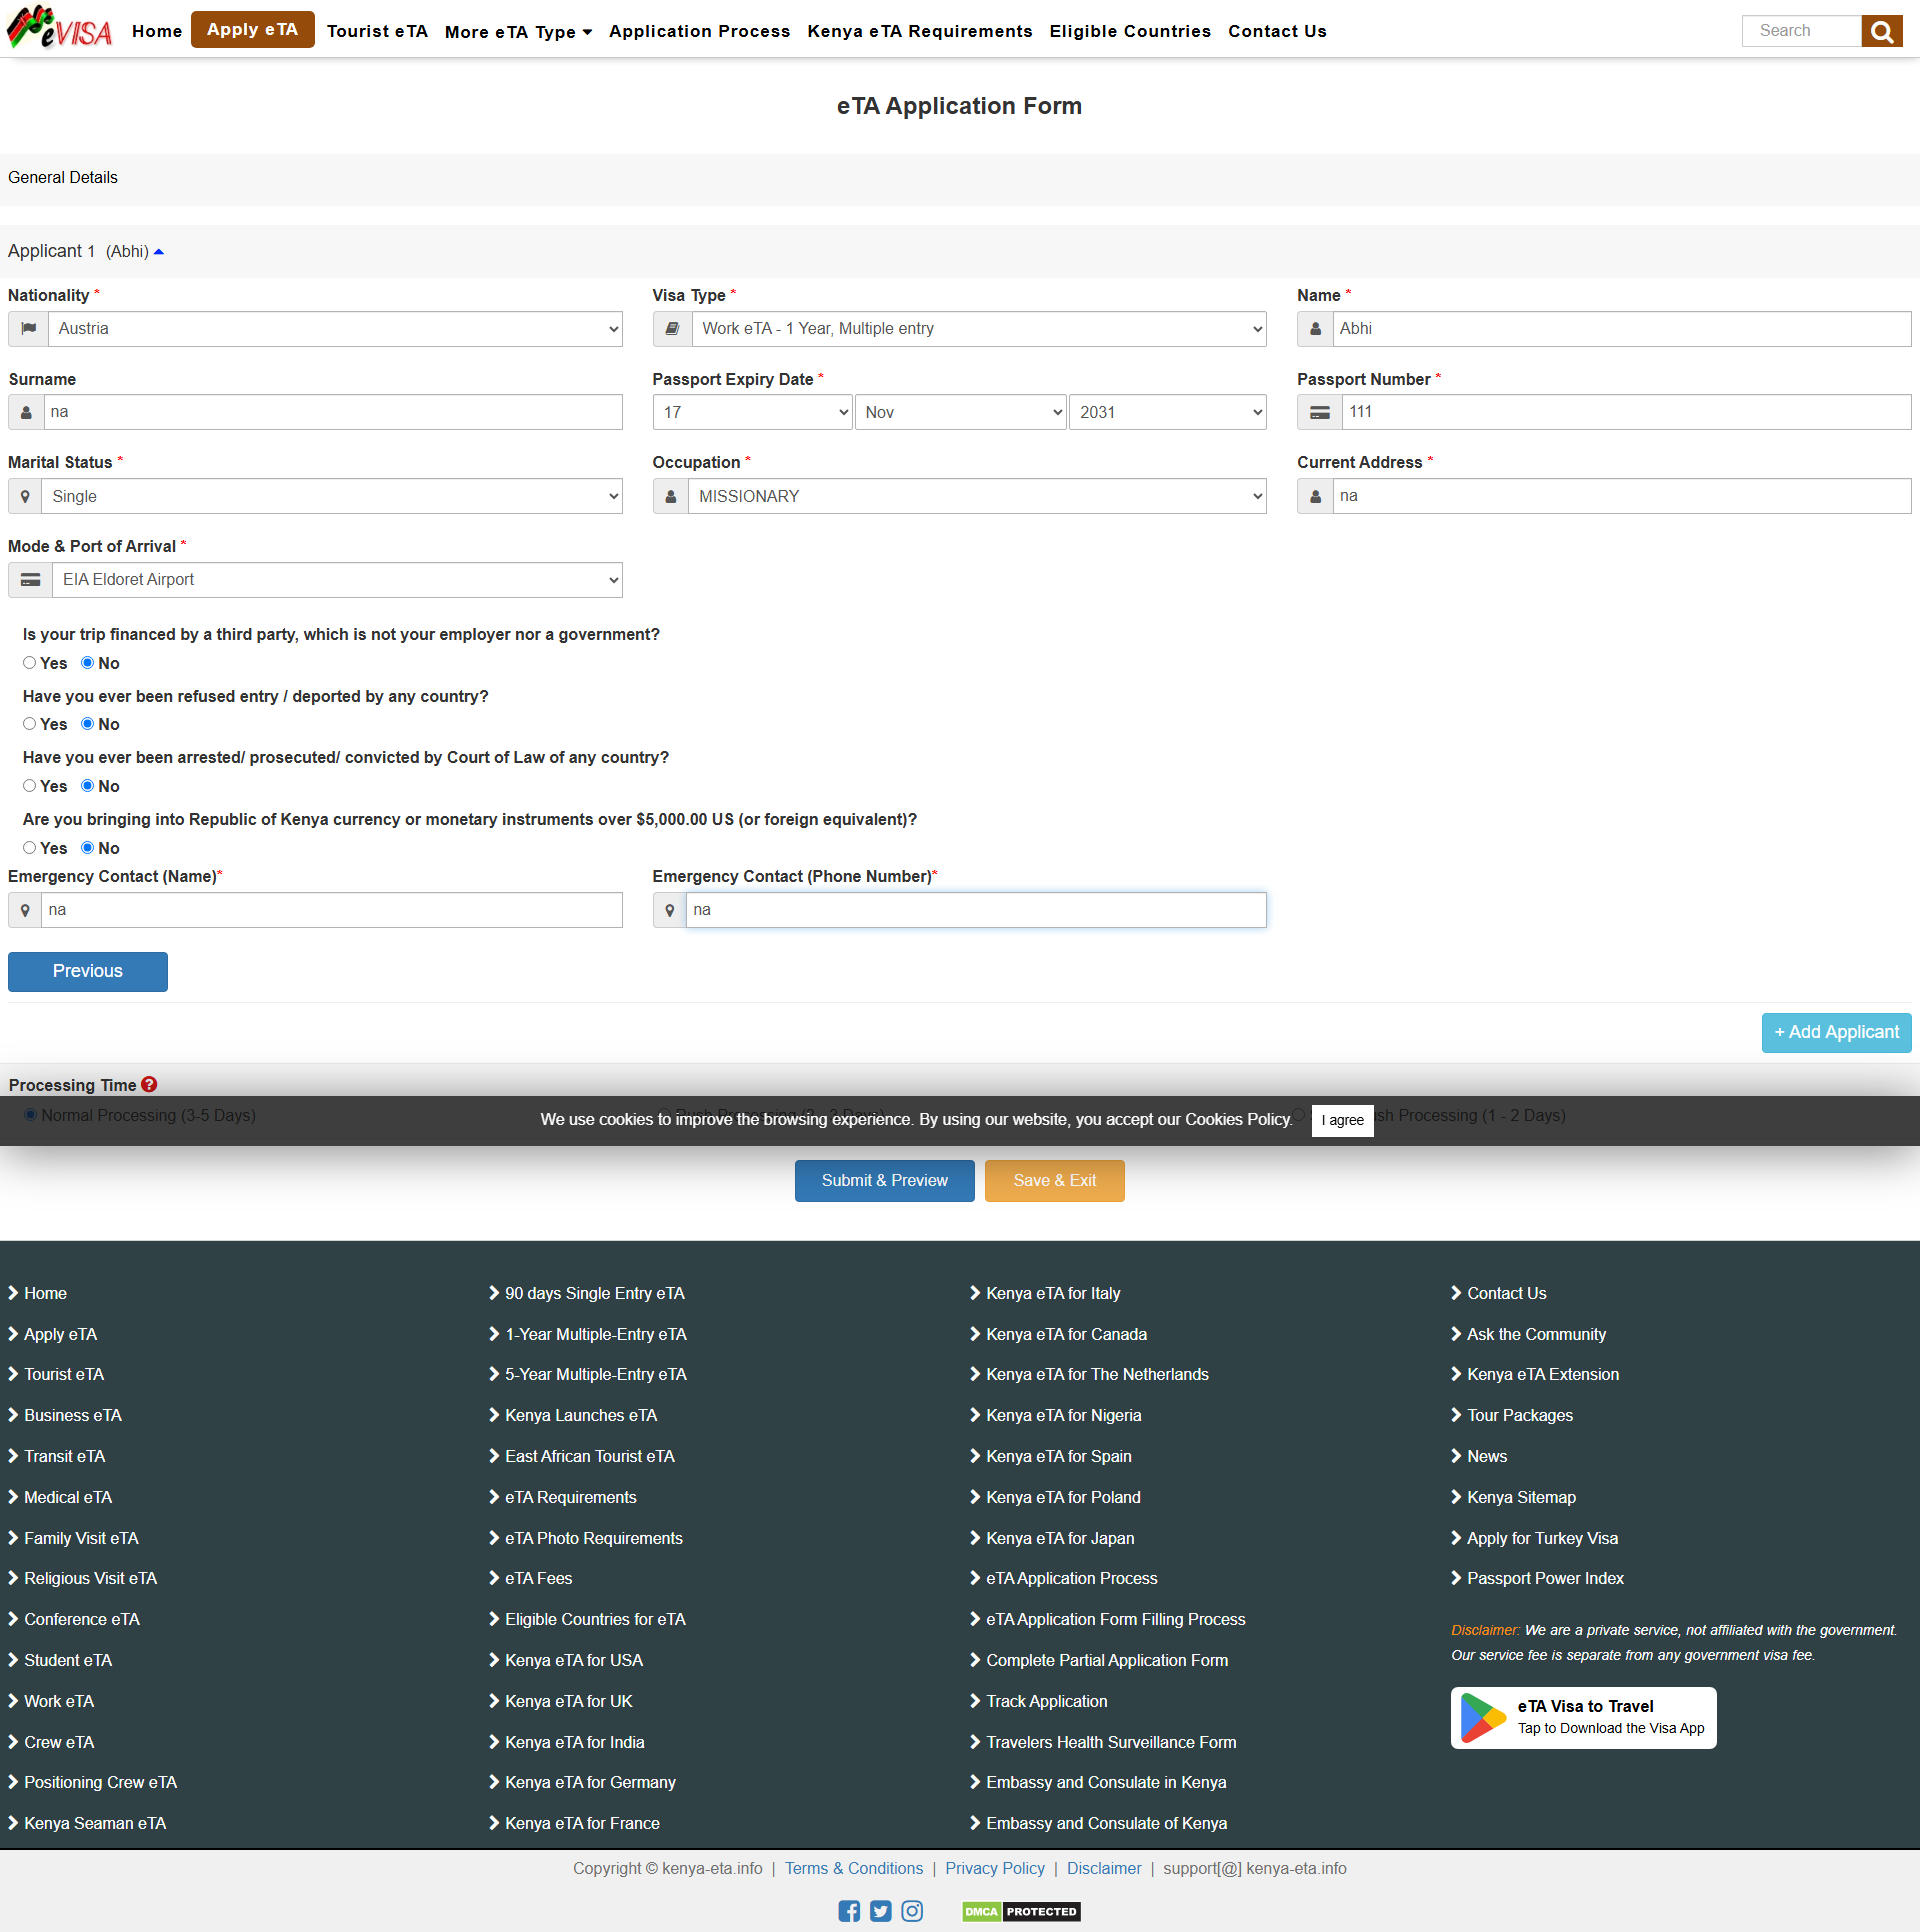 eVISA
Home
Apply eTA
Tourist eTA
More eTA Type
Application Process
Kenya eTA Requirements
Eligible Countries
Contact Us
Search
eTA Application Form
General Details
Applicant 1 (Abhi)
Nationality *
Visa Type *
Name *
Austria
Work eTA - 1 Year, Multiple entry
Abhi
Surname
Passport Expiry Date *
Passport Number *
na
17
Nov
2031
111
Marital Status *
Occupation *
Current Address *
Single
MISSIONARY
na
Mode & Port of Arrival *
EIA Eldoret Airport
Is your trip financed by a third party, which is not your employer nor a government?
Yes No
Have you ever been refused entry / deported by any country?
Yes No
Have you ever been arrested/ prosecuted/ convicted by Court of Law of any country?
Yes No
Are you bringing into Republic of Kenya currency or monetary instruments over $5,000.00 US (or foreign equivalent)?
Yes No
Emergency Contact (Name)*
Emergency Contact (Phone Number)*
na
na
Previous
+ Add Applicant
Processing Time ?
Normal Processing (3-5 Days)
We use cookies to improve the browsing experience. By using our website, you accept our Cookies Policy.
I agree
Processing (1 - 2 Days)
Submit & Preview
Save & Exit
Home
Apply eTA
Tourist eTA
Business eTA
Transit eTA
Medical eTA
Family Visit eTA
Religious Visit eTA
Conference eTA
Student eTA
Work eTA
Crew eTA
Positioning Crew eTA
Kenya Seaman eTA
90 days Single Entry eTA
1-Year Multiple-Entry eTA
5-Year Multiple-Entry eTA
Kenya Launches eTA
East African Tourist eTA
eTA Requirements
eTA Photo Requirements
eTA Fees
Eligible Countries for eTA
Kenya eTA for USA
Kenya eTA for UK
Kenya eTA for India
Kenya eTA for Germany
Kenya eTA for France
Kenya eTA for Italy
Kenya eTA for Canada
Kenya eTA for The Netherlands
Kenya eTA for Nigeria
Kenya eTA for Spain
Kenya eTA for Poland
Kenya eTA for Japan
eTA Application Process
eTA Application Form Filling Process
Complete Partial Application Form
Track Application
Travelers Health Surveillance Form
Embassy and Consulate in Kenya
Embassy and Consulate of Kenya
Contact Us
Ask the Community
Kenya eTA Extension
Tour Packages
News
Kenya Sitemap
Apply for Turkey Visa
Passport Power Index
Disclaimer: We are a private service, not affiliated with the government.
Our service fee is separate from any government visa fee.
eTA Visa to Travel
Tap to Download the Visa App
Copyright © kenya-eta.info | Terms & Conditions | Privacy Policy | Disclaimer | support[@] kenya-eta.info
DMCA PROTECTED